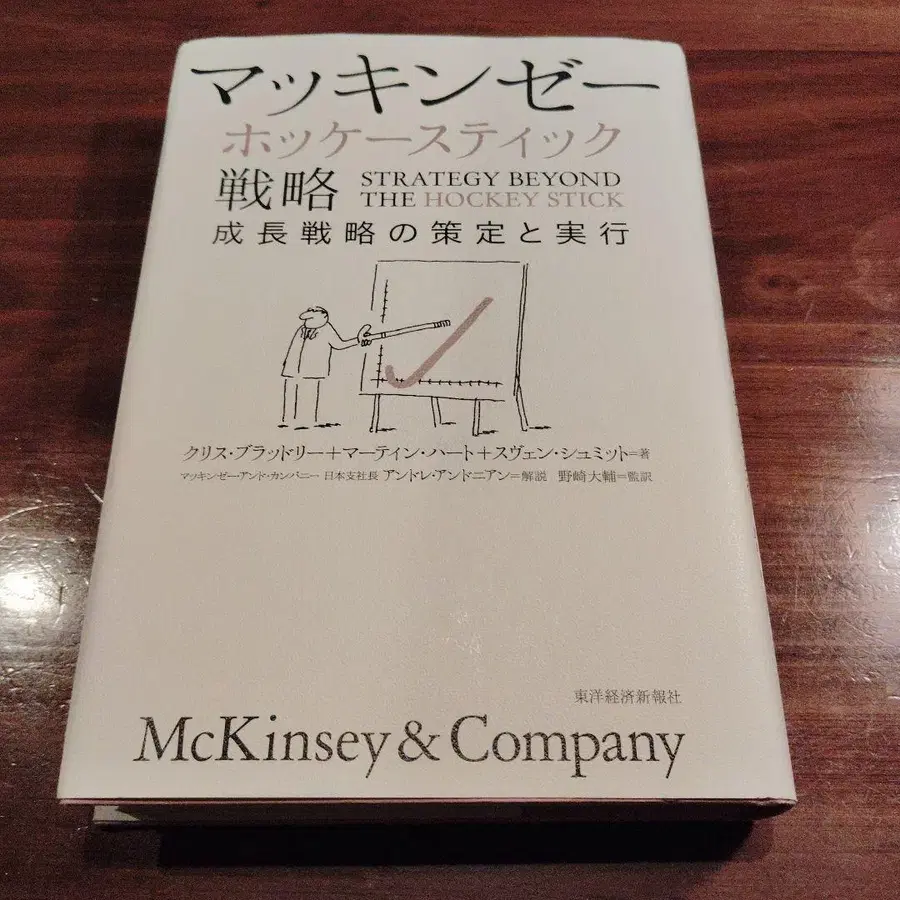 マッキンゼー
ホッケースティック
戦略 STRATEGY BEYOND
THE HOCKEY STICK
成長戦略の策定と実行
クリス・ブラッドリー+マーティン・ハート+スヴェン・シュミット=著
マッキンゼー・アンド・カンパニー 日本支社長 アンドレ・アンドニアン=解説 野崎大輔=監訳
東洋経済新報社
McKinsey & Company